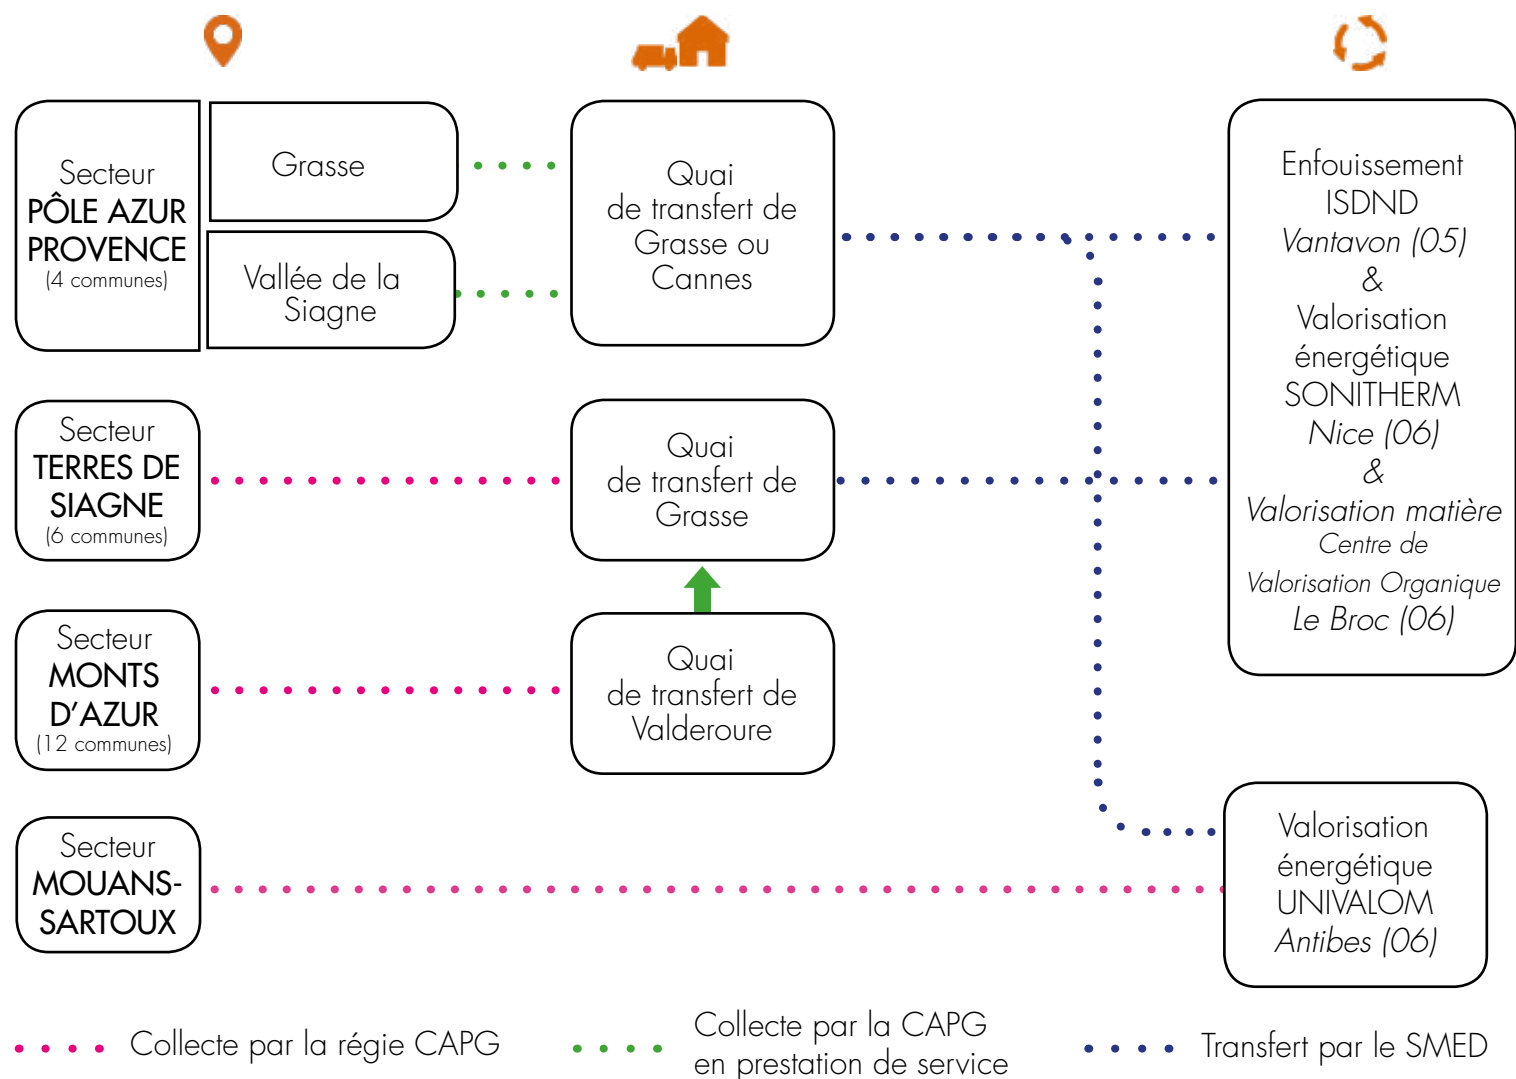 Secteur
PÔLE AZUR
PROVENCE
(4 communes)
Grasse
Vallée de la
Siagne
Quai
de transfert de
Grasse ou
Cannes
Enfouissement
ISDND
Vantavon (05)
&
Valorisation
énergétique
SONITHERM
Nice (06)
&
Valorisation matière
Centre de
Valorisation Organique
Le Broc (06)
Secteur
TERRES DE
SIAGNE
(6 communes)
Quai
de transfert de
Grasse
Secteur
MONTS
D'AZUR
(12 communes)
Quai
de transfert de
Valderoure
Secteur
MOUANS-
SARTOUX
Valorisation
énergétique
UNIVALOM
Antibes (06)
Collecte par la régie CAPG
Collecte par la CAPG
en prestation de service
Transfert par le SMED